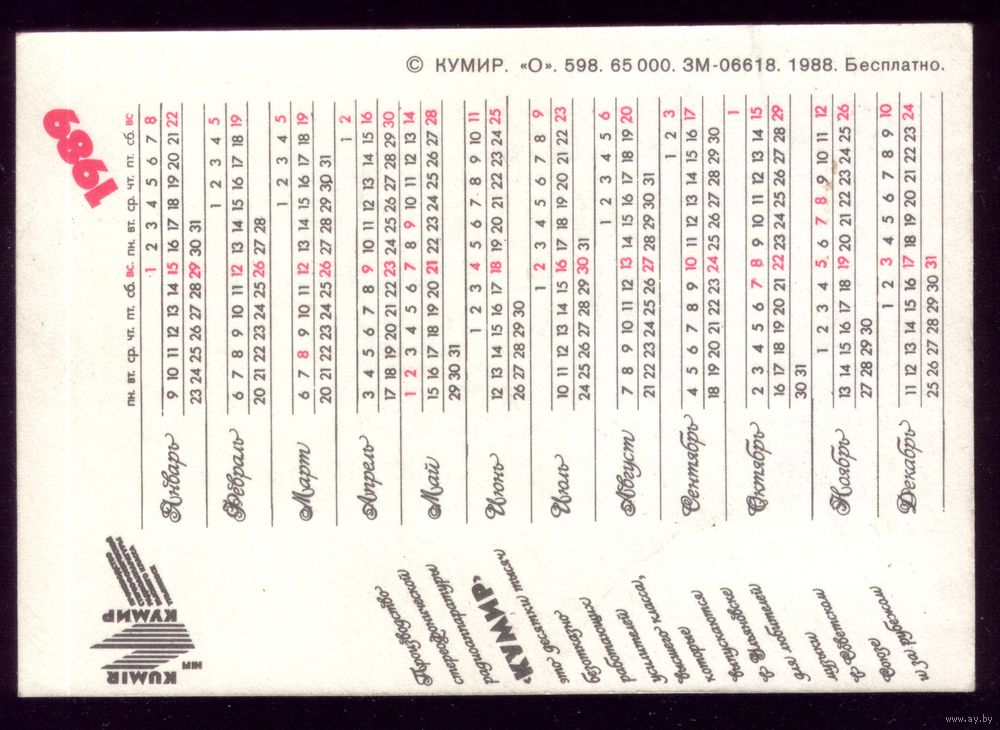 © КУМИР. «О». 598. 65 000. ЗМ-06618. 1988. Бесплатно.
1989
пн. вт. ср. чт. пт. сб. вс. пн. вт. ср. чт. пт. сб. вс
Январь
1 2 3 4 5 6 7 8
9 10 11 12 13 14 15 16 17 18 19 20 21 22
23 24 25 26 27 28 29 30 31
Февраль
1 2 3 4 5
6 7 8 9 10 11 12 13 14 15 16 17 18 19
20 21 22 23 24 25 26 27 28
Март
1 2 3 4 5
6 7 8 9 10 11 12 13 14 15 16 17 18 19
20 21 22 23 24 25 26 27 28 29 30 31
Апрель
1 2
3 4 5 6 7 8 9 10 11 12 13 14 15 16
17 18 19 20 21 22 23 24 25 26 27 28 29 30
Май
1 2 3 4 5 6 7 8 9 10 11 12 13 14
15 16 17 18 19 20 21 22 23 24 25 26 27 28
29 30 31
Июнь
1 2 3 4 5 6 7 8 9 10 11
12 13 14 15 16 17 18 19 20 21 22 23 24 25
26 27 28 29 30
Июль
1 2 3 4 5 6 7 8 9
10 11 12 13 14 15 16 17 18 19 20 21 22 23
24 25 26 27 28 29 30 31
Август
1 2 3 4 5 6
7 8 9 10 11 12 13 14 15 16 17 18 19 20
21 22 23 24 25 26 27 28 29 30 31
Сентябрь
1 2 3
4 5 6 7 8 9 10 11 12 13 14 15 16 17
18 19 20 21 22 23 24 25 26 27 28 29 30
Октябрь
1
2 3 4 5 6 7 8 9 10 11 12 13 14 15
16 17 18 19 20 21 22 23 24 25 26 27 28 29
30 31
Ноябрь
1 2 3 4 5 6 7 8 9 10 11 12
13 14 15 16 17 18 19 20 21 22 23 24 25 26
27 28 29 30
Декабрь
1 2 3 4 5 6 7 8 9 10
11 12 13 14 15 16 17 18 19 20 21 22 23 24
25 26 27 28 29 30 31
KUMIR
КУМИР
Производство
стереофонической
радиоаппаратуры
«КУМИР»
это десятки тысяч
безотказно
работающих
усилителей
высшего класса,
которые
выпускаются
в Ульяновске
для любителей
музыки
в Советском
Союзе
и за рубежом
www.ay.by